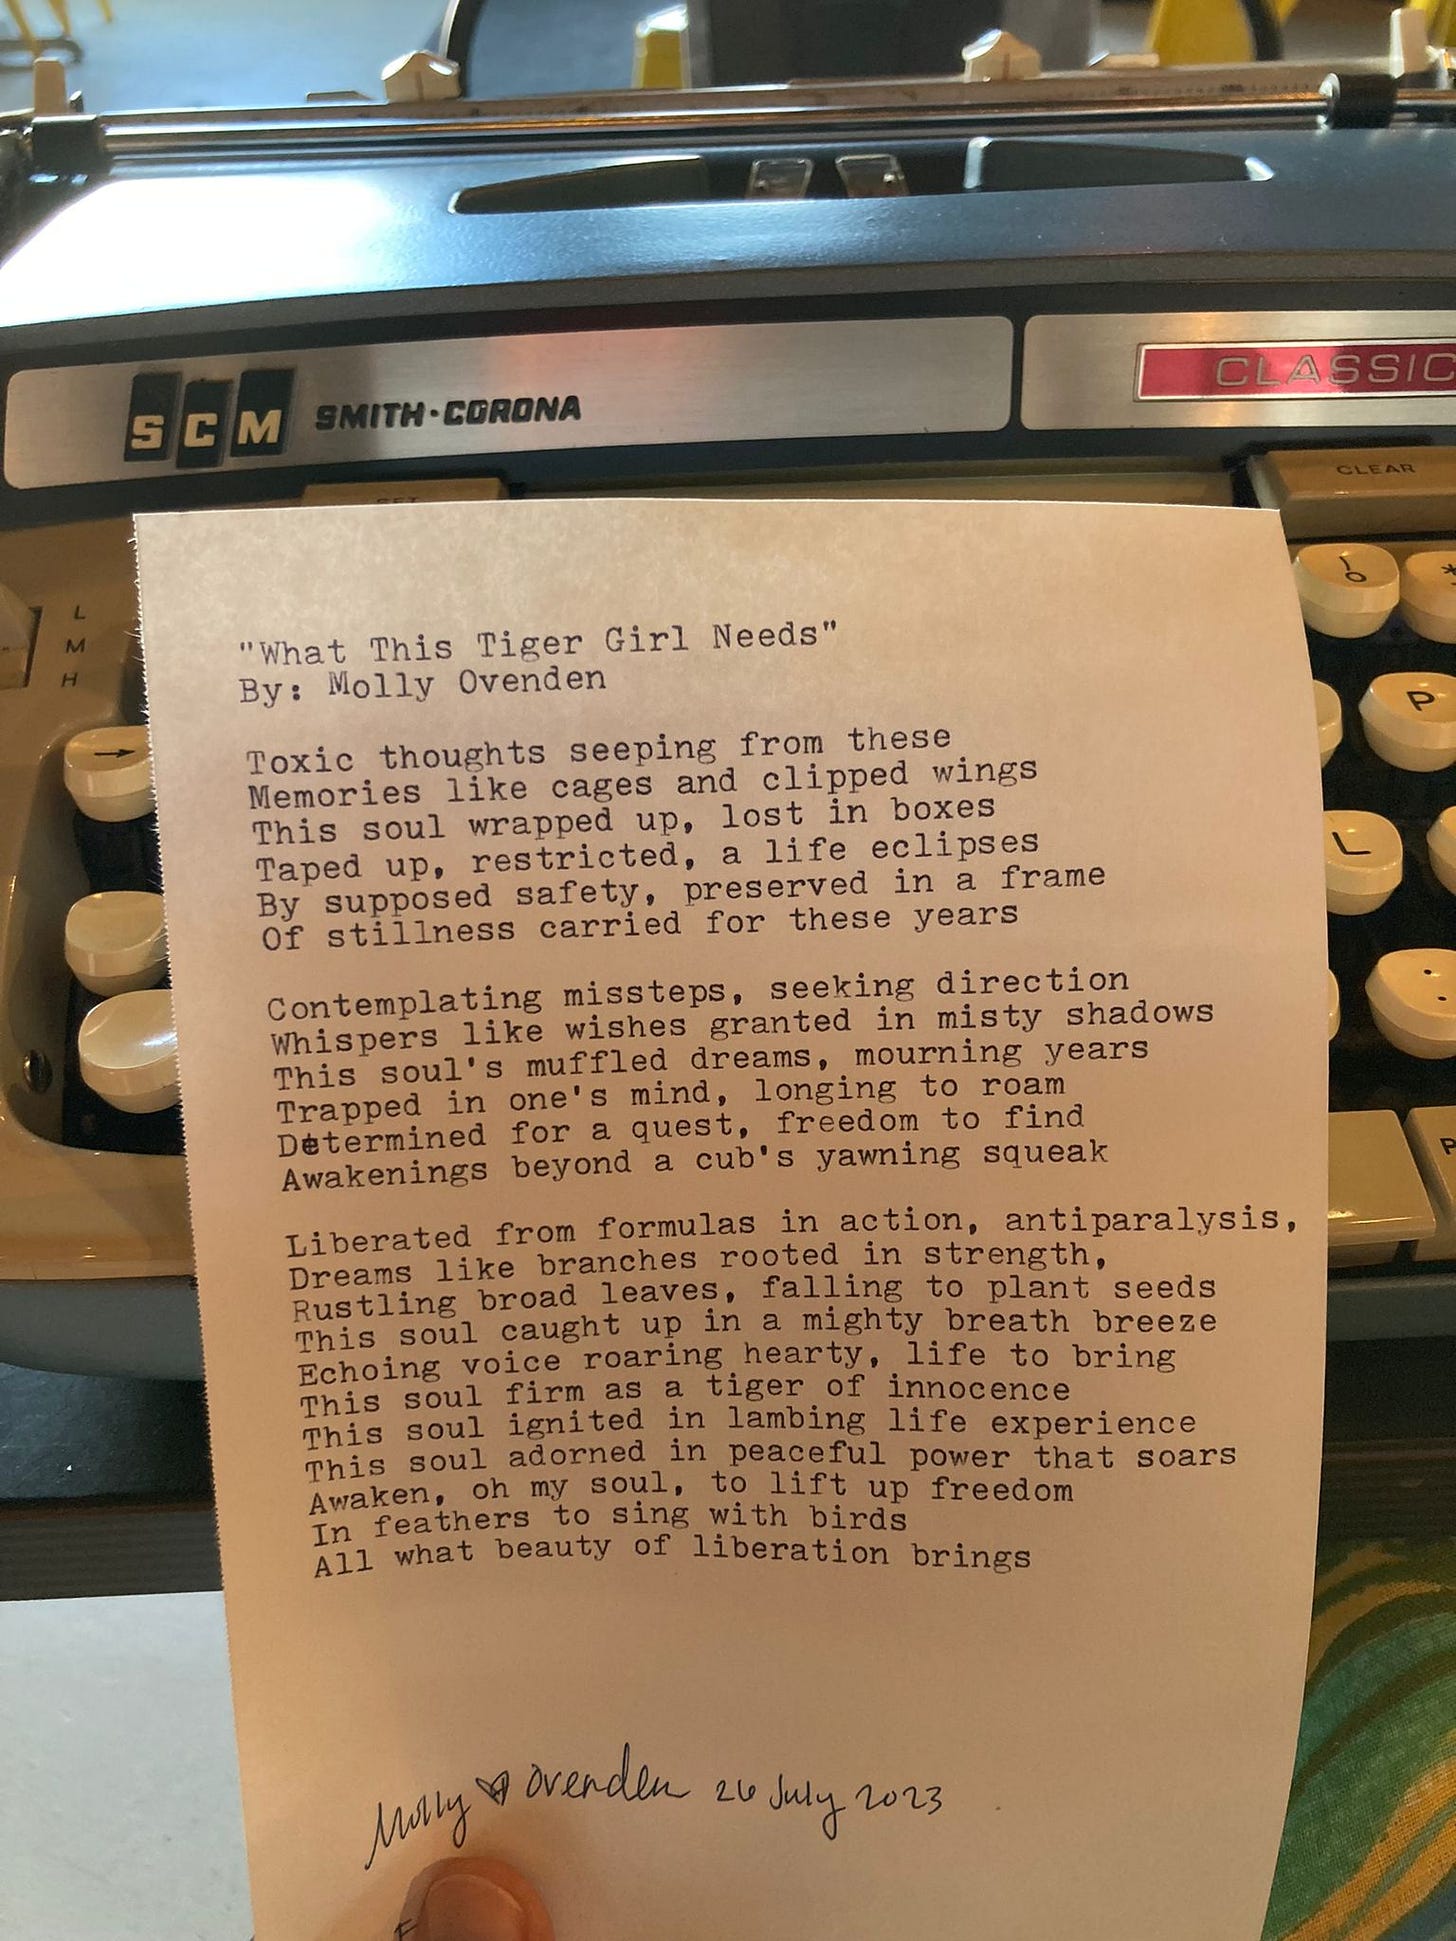 SCM SMITH·CORONA
CLASSIC
CLEAR
SET
L
M
H
→
*
P
L
P
"What This Tiger Girl Needs"
By: Molly Ovenden
Toxic thoughts seeping from these
Memories like cages and clipped wings
This soul wrapped up, lost in boxes
Taped up, restricted, a life eclipses
By supposed safety, preserved in a frame
Of stillness carried for these years
Contemplating missteps, seeking direction
Whispers like wishes granted in misty shadows
This soul's muffled dreams, mourning years
Trapped in one's mind, longing to roam
Determined for a quest, freedom to find
Awakenings beyond a cub's yawning squeak
Liberated from formulas in action, antiparalysis,
Dreams like branches rooted in strength,
Rustling broad leaves, falling to plant seeds
This soul caught up in a mighty breath breeze
Echoing voice roaring hearty, life to bring
This soul firm as a tiger of innocence
This soul ignited in lambing life experience
This soul adorned in peaceful power that soars
Awaken, oh my soul, to lift up freedom
In feathers to sing with birds
All what beauty of liberation brings
Molly Ovenden 26 July 2023